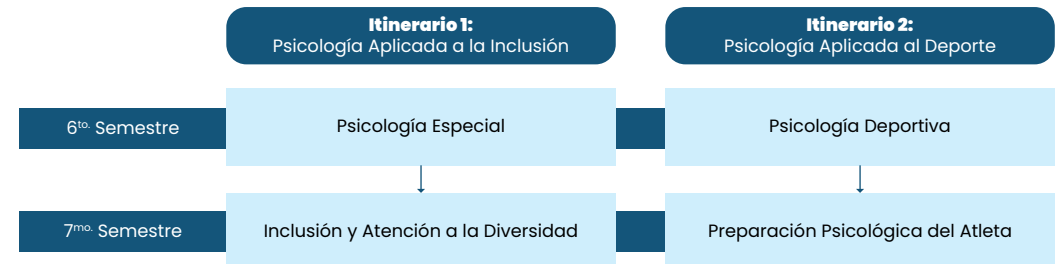 Itinerario 1:
Psicología Aplicada a la Inclusión
Itinerario 2:
Psicología Aplicada al Deporte
6to. Semestre
Psicología Especial
Psicología Deportiva
7mo. Semestre
Inclusión y Atención a la Diversidad
Preparación Psicológica del Atleta